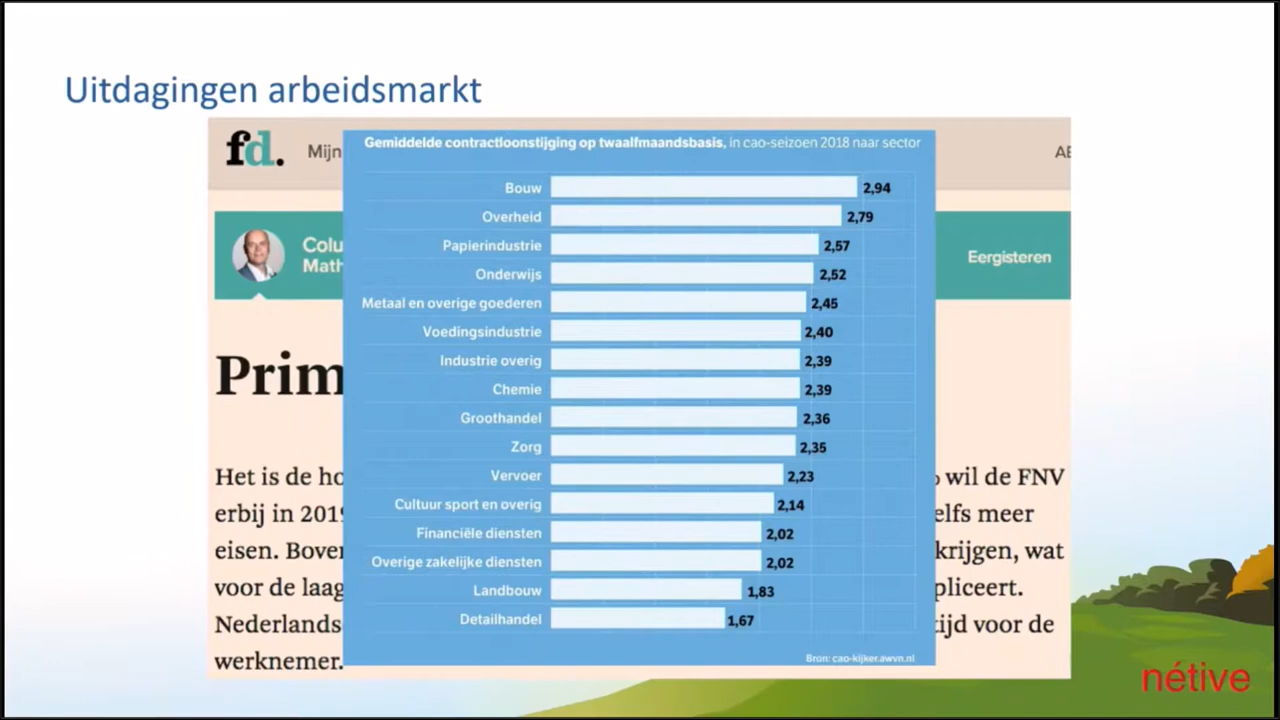 Uitdagingen arbeidsmarkt
fd.
Mijn
Gemiddelde contractloonstijging op twaalfmaandsbasis, in cao-seizoen 2018 naar sector
Bouw 2,94
Overheid 2,79
Papierindustrie 2,57
Onderwijs 2,52
Metaal en overige goederen 2,45
Voedingsindustrie 2,40
Industrie overig 2,39
Chemie 2,39
Groothandel 2,36
Zorg 2,35
Vervoer 2,23
Cultuur sport en overig 2,14
Financiële diensten 2,02
Overige zakelijke diensten 2,02
Landbouw 1,83
Detailhandel 1,67
Bron: cao-kijker.awvn.nl
Colu
Math
Eergisteren
Prim
Het is de ho
wil de FNV
erbij in 2019
elfs meer
eisen. Bover
krijgen, wat
voor de laag
pliceert.
Nederlands
tijd voor de
werknemer.
nétive